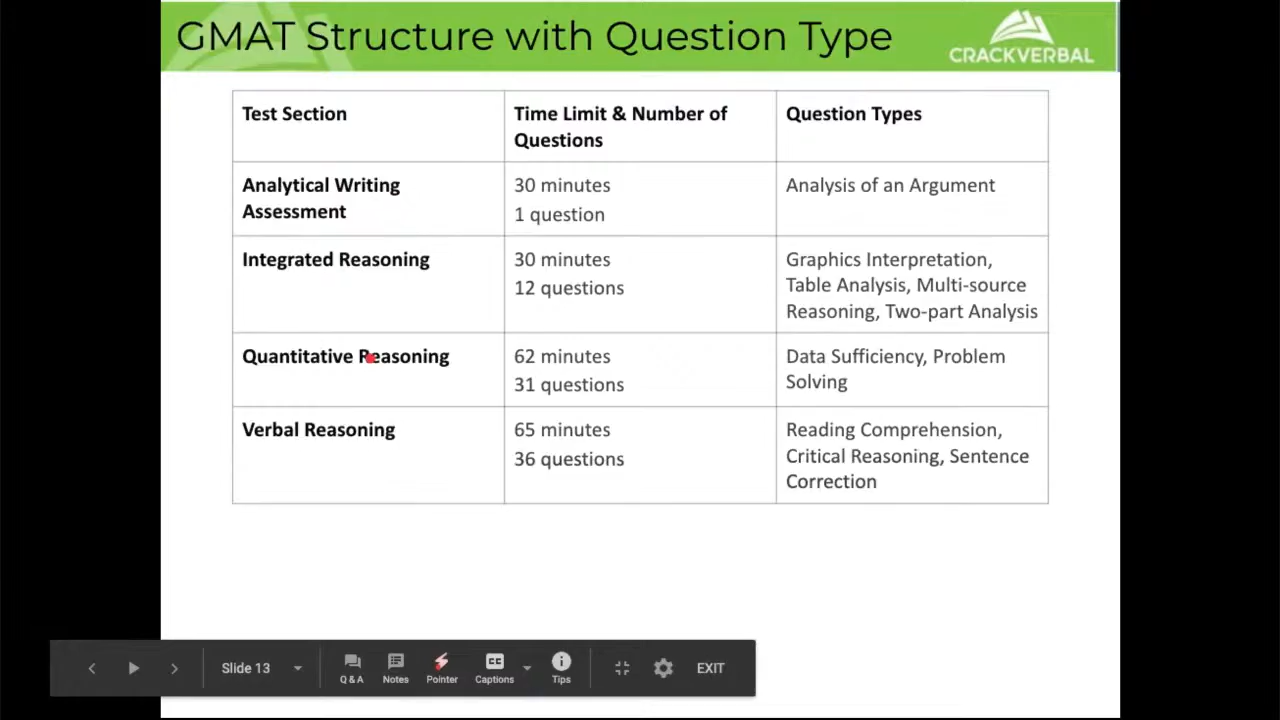 GMAT Structure with Question Type
CRACKVERBAL
Test Section
Time Limit & Number of
Questions
Question Types
Analytical Writing
Assessment
30 minutes
1 question
Analysis of an Argument
Integrated Reasoning
30 minutes
12 questions
Graphics Interpretation,
Table Analysis, Multi-source
Reasoning, Two-part Analysis
Quantitative Reasoning
62 minutes
31 questions
Data Sufficiency, Problem
Solving
Verbal Reasoning
65 minutes
36 questions
Reading Comprehension,
Critical Reasoning, Sentence
Correction
Slide 13
Q & A
Notes
Pointer
CC
Captions
Tips
EXIT